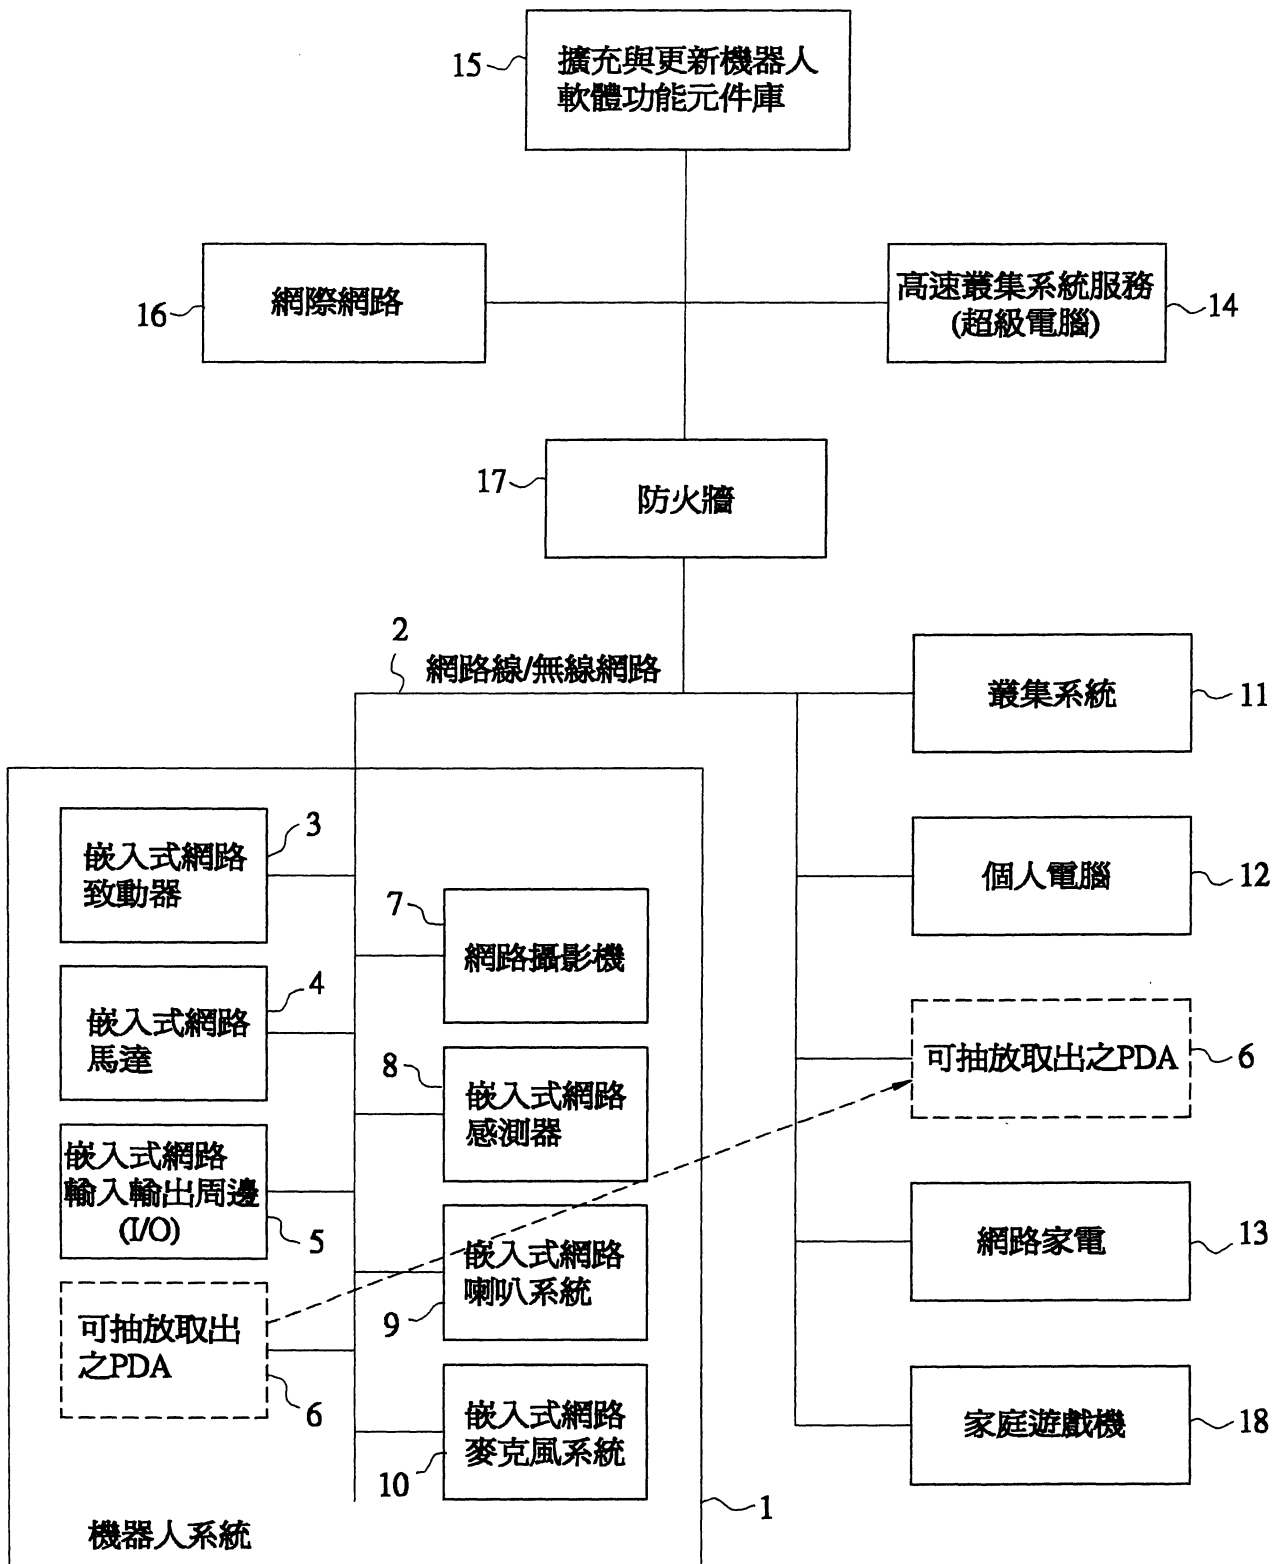 15
擴充與更新機器人
軟體功能元件庫
16
網際網路
高速叢集系統服務
(超級電腦)
14
17
防火牆
2
網路線/無線網路
叢集系統
11
3
嵌入式網路
致動器
7
網路攝影機
個人電腦
12
4
嵌入式網路
馬達
8
嵌入式網路
感測器
可抽放取出之PDA
6
嵌入式網路
輸入輸出周邊
(I/O)
5
嵌入式網路
喇叭系統
9
網路家電
13
可抽放取出
之PDA
6
嵌入式網路
麥克風系統
10
家庭遊戲機
18
機器人系統
1